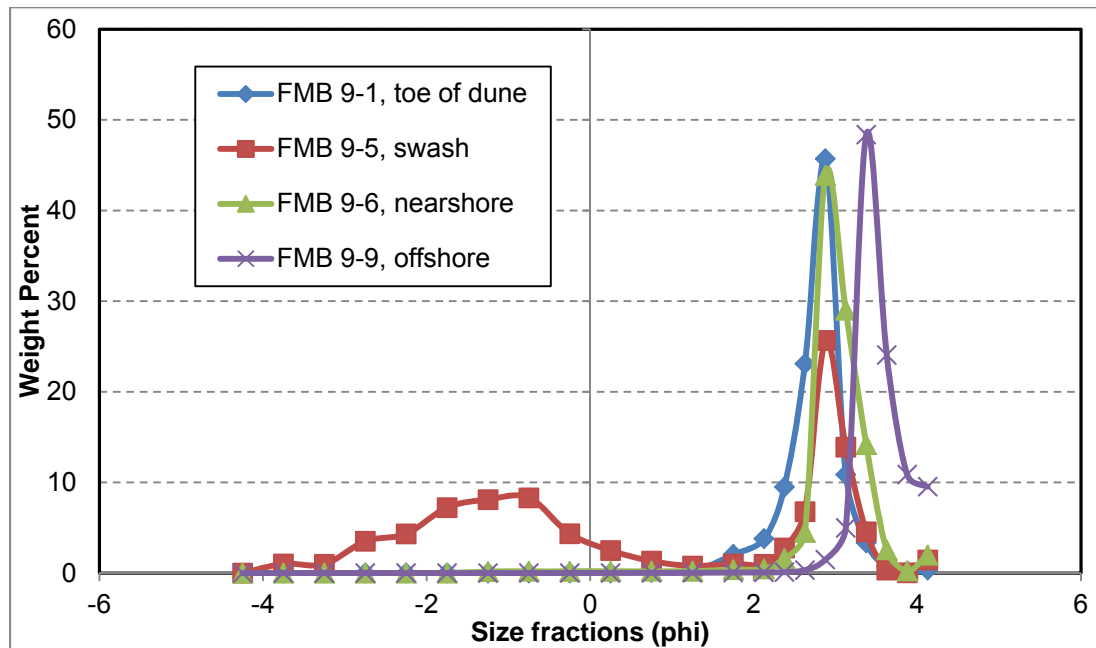 60
50
40
30
20
10
0
Weight Percent
FMB 9-1, toe of dune
FMB 9-5, swash
FMB 9-6, nearshore
FMB 9-9, offshore
-6
-4
-2
0
2
4
6
Size fractions (phi)